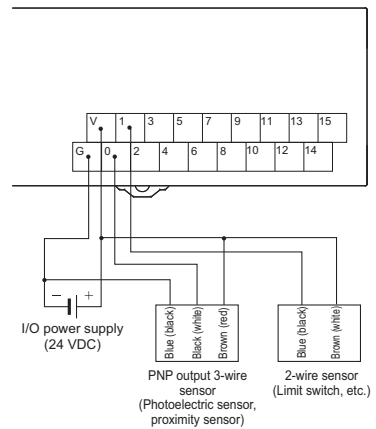 V 1 3 5 7 9 11 13 15
G 0 2 4 6 8 10 12 14
− +
I/O power supply
(24 VDC)
Blue (black)
Black (white)
Brown (red)
Blue (black)
Brown (white)
PNP output 3-wire
sensor
(Photoelectric sensor,
proximity sensor)
2-wire sensor
(Limit switch, etc.)